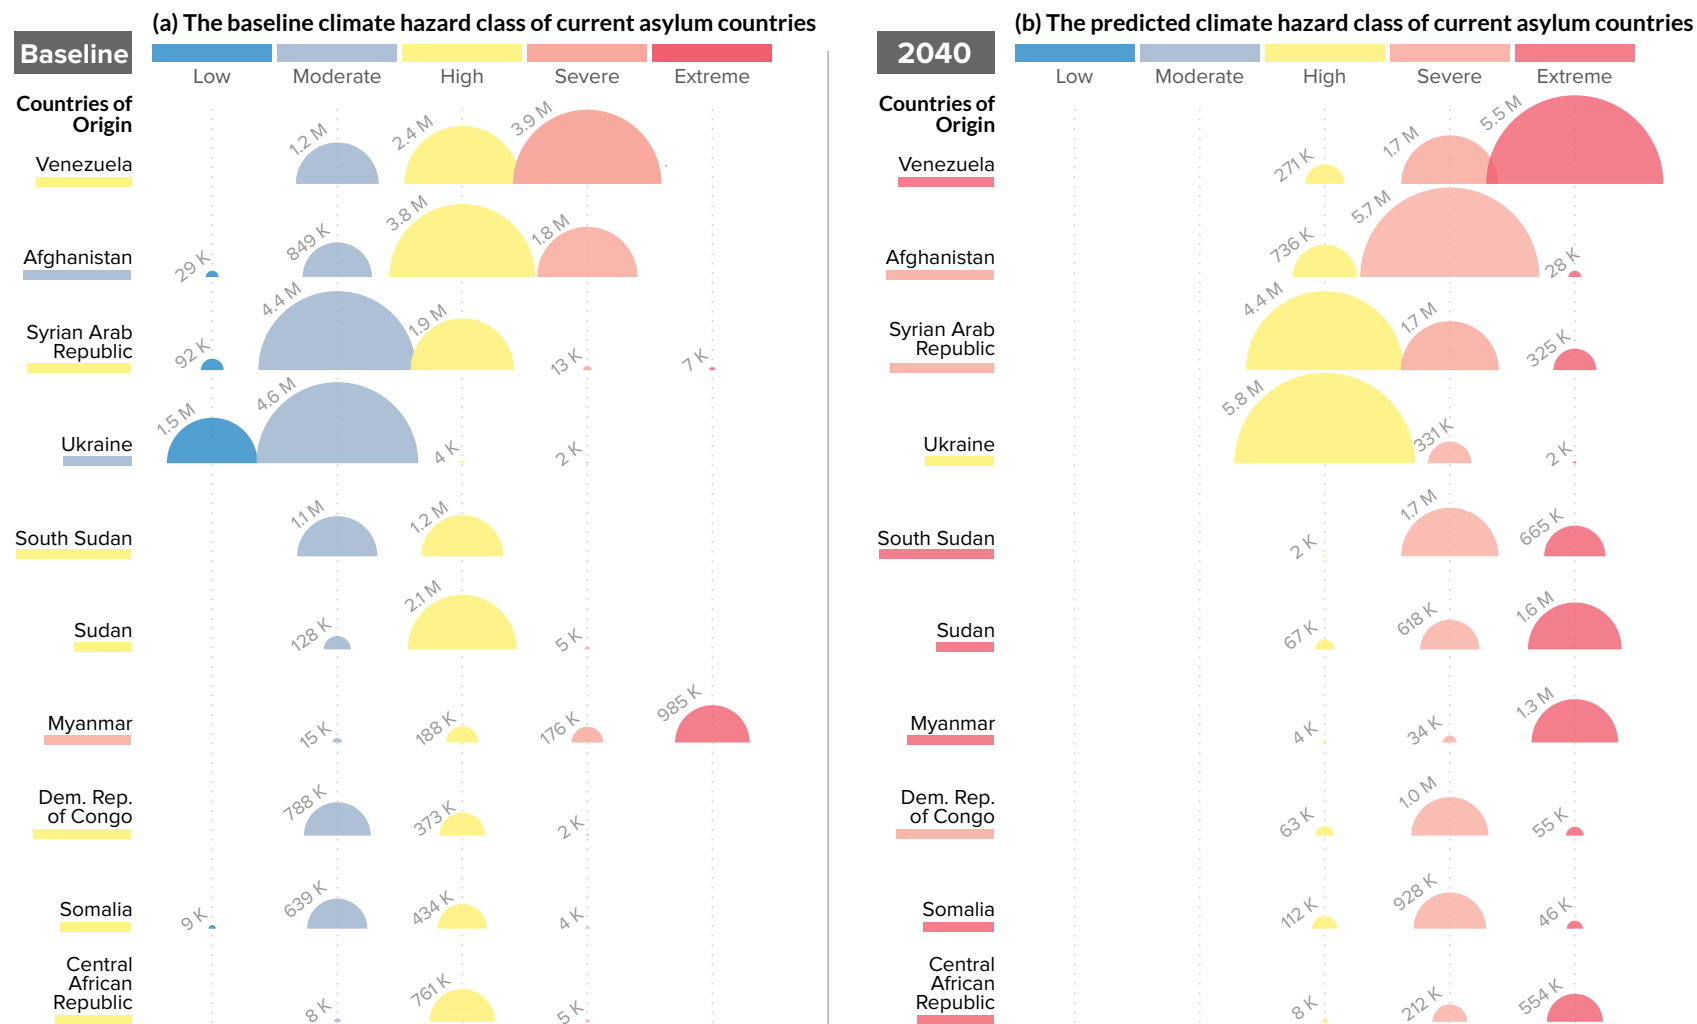 (a) The baseline climate hazard class of current asylum countries
Baseline
Low Moderate High Severe Extreme
Countries of
Origin
Venezuela
1.2 M 2.4 M 3.9 M
Afghanistan
29 K 849 K 3.8 M 1.8 M
Syrian Arab
Republic
92 K 4.4 M 1.9 M 13 K 7 K
Ukraine
1.5 M 4.6 M 4 K 2 K
South Sudan
1.1 M 1.2 M
Sudan
128 K 2.1 M 5 K
Myanmar
15 K 188 K 176 K 985 K
Dem. Rep.
of Congo
788 K 373 K 2 K
Somalia
9 K 639 K 434 K 4 K
Central
African
Republic
8 K 761 K 5 K
(b) The predicted climate hazard class of current asylum countries
2040
Low Moderate High Severe Extreme
Countries of
Origin
Venezuela
271 K 1.7 M 5.5 M
Afghanistan
736 K 5.7 M 28 K
Syrian Arab
Republic
4.4 M 1.7 M 325 K
Ukraine
5.8 M 331 K 2 K
South Sudan
2 K 1.7 M 665 K
Sudan
67 K 618 K 1.6 M
Myanmar
4 K 34 K 1.3 M
Dem. Rep.
of Congo
63 K 1.0 M 55 K
Somalia
112 K 928 K 46 K
Central
African
Republic
8 K 212 K 554 K